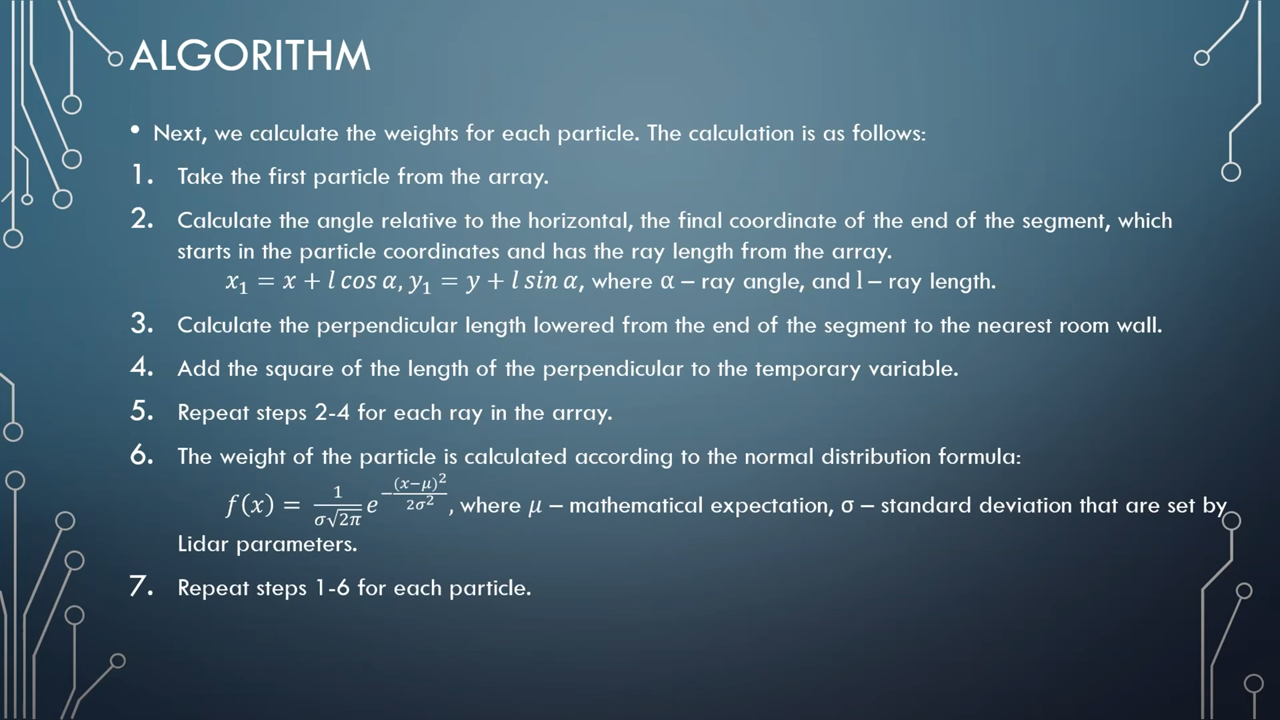 ALGORITHM
• Next, we calculate the weights for each particle. The calculation is as follows:
1. Take the first particle from the array.
2. Calculate the angle relative to the horizontal, the final coordinate of the end of the segment, which
starts in the particle coordinates and has the ray length from the array.
x₁ = x + l cos α, y₁ = y + l sin α, where α – ray angle, and l – ray length.
3. Calculate the perpendicular length lowered from the end of the segment to the nearest room wall.
4. Add the square of the length of the perpendicular to the temporary variable.
5. Repeat steps 2-4 for each ray in the array.
6. The weight of the particle is calculated according to the normal distribution formula:
f(x) = 1/(σ√2π) e^(−(x−μ)²/2σ²), where μ – mathematical expectation, σ – standard deviation that are set by
Lidar parameters.
7. Repeat steps 1-6 for each particle.